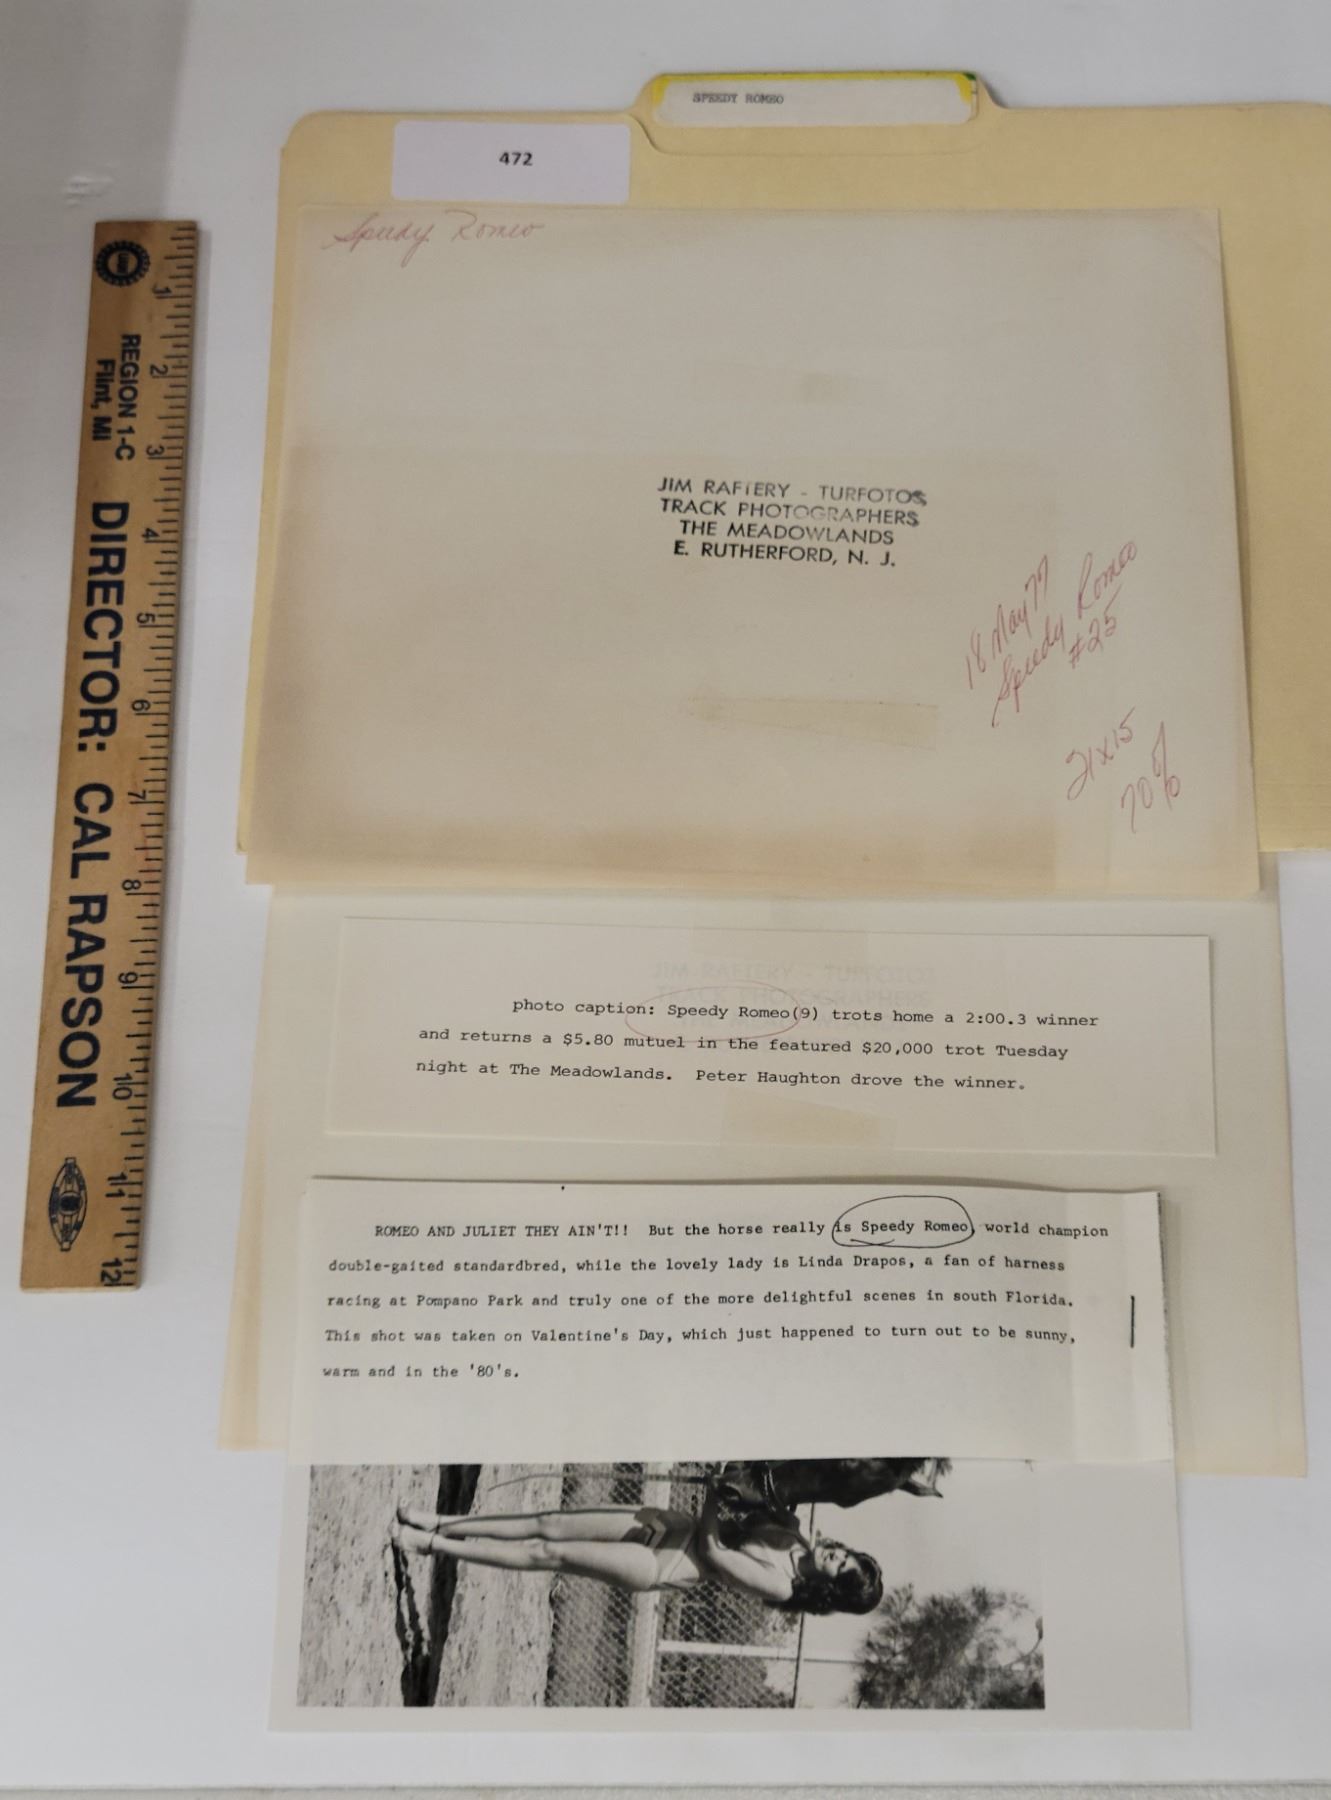 SPEEDY ROMEO
472
Speedy Romeo
JIM RAFTERY - TURFOTOS
TRACK PHOTOGRAPHERS
THE MEADOWLANDS
E. RUTHERFORD, N. J.
18 May 77
Speedy Romeo
#25
21x15
70%
JIM RAFTERY - TURFOTOS
TRACK PHOTOGRAPHERS
photo caption: Speedy Romeo(9) trots home a 2:00.3 winner
and returns a $5.80 mutuel in the featured $20,000 trot Tuesday
night at The Meadowlands. Peter Haughton drove the winner.
ROMEO AND JULIET THEY AIN'T!! But the horse really is Speedy Romeo, world champion
double-gaited standardbred, while the lovely lady is Linda Drapos, a fan of harness
racing at Pompano Park and truly one of the more delightful scenes in south Florida.
This shot was taken on Valentine's Day, which just happened to turn out to be sunny,
warm and in the '80's.
REGION 1-C
Flint, MI
DIRECTOR: CAL RAPSON
1 2 3 4 5 6 7 8 9 10 11 12